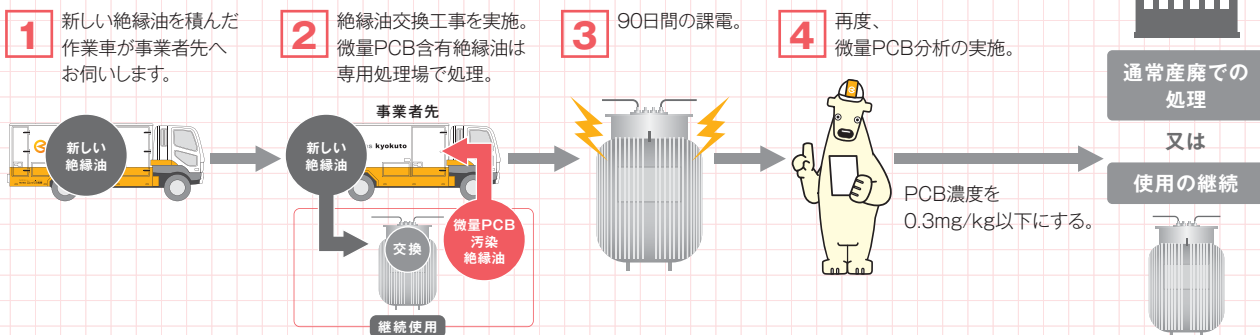 1
新しい絶縁油を積んだ
作業車が事業者先へ
お伺いします。
新しい
絶縁油
2
絶縁油交換工事を実施。
微量PCB含有絶縁油は
専用処理場で処理。
事業者先
新しい
絶縁油
kyokuto
微量PCB
汚染
絶縁油
交換
継続使用
3
90日間の課電。
4
再度、
微量PCB分析の実施。
PCB濃度を
0.3mg/kg以下にする。
通常産廃での
処理
又は
使用の継続